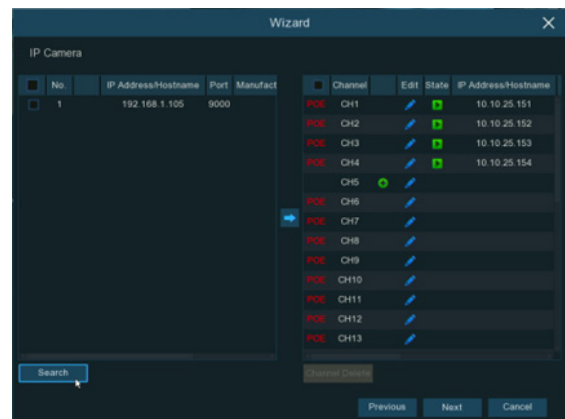 Wizard
IP Camera
No. IP Address/Hostname Port Manufact
1 192.168.1.105 9000
Channel Edit State IP Address/Hostname
POE CH1 10.10.25.151
POE CH2 10.10.25.152
POE CH3 10.10.25.153
POE CH4 10.10.25.154
CH5
POE CH6
POE CH7
POE CH8
POE CH9
POE CH10
POE CH11
POE CH12
POE CH13
Search
Channel Delete
Previous Next Cancel